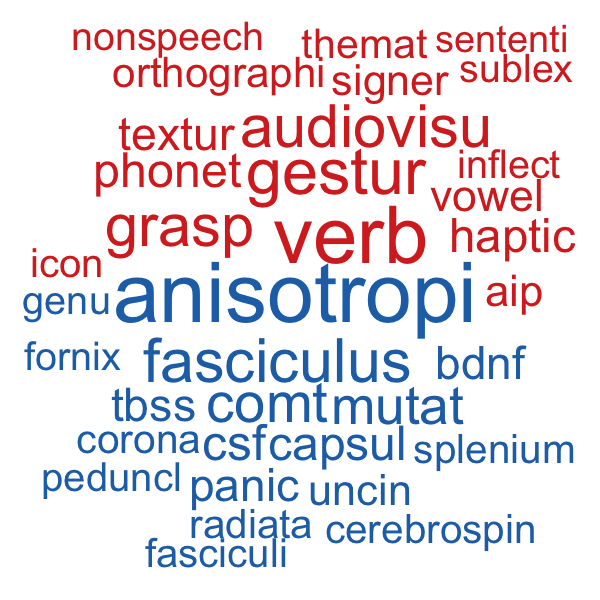 nonspeech themat sententi
orthographi signer sublex
textur audiovisu
phonet gestur inflect
vowel
grasp verb haptic
icon
genu anisotropi aip
fornix fasciculus bdnf
tbss comt mutat
corona csf capsul splenium
peduncl panic uncin
radiata cerebrospin
fasciculi